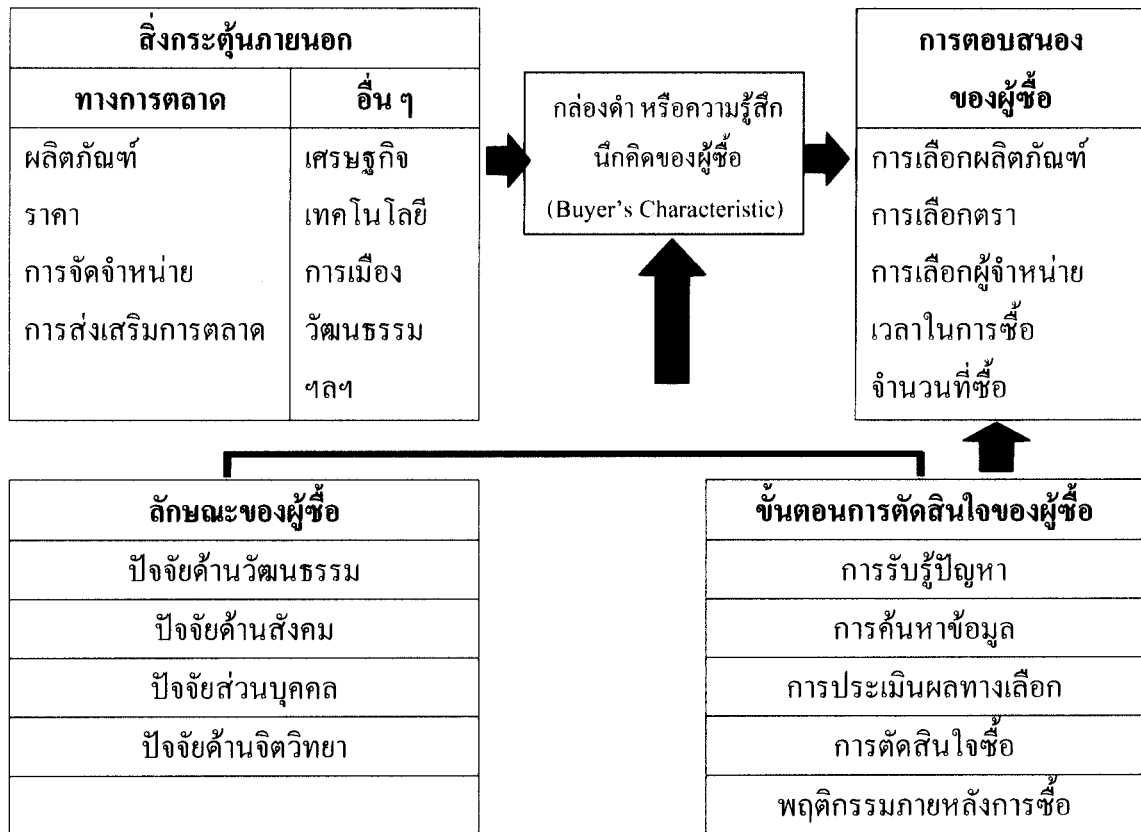 สิ่งกระตุ้นภายนอก
ทางการตลาด
อื่น ๆ
ผลิตภัณฑ์
เศรษฐกิจ
ราคา
เทคโนโลยี
การจัดจำหน่าย
การเมือง
การส่งเสริมการตลาด
วัฒนธรรม
ฯลฯ
กล่องดำ หรือความรู้สึก
นึกคิดของผู้ซื้อ
(Buyer's Characteristic)
การตอบสนอง
ของผู้ซื้อ
การเลือกผลิตภัณฑ์
การเลือกตรา
การเลือกผู้จำหน่าย
เวลาในการซื้อ
จำนวนที่ซื้อ
ลักษณะของผู้ซื้อ
ปัจจัยด้านวัฒนธรรม
ปัจจัยด้านสังคม
ปัจจัยส่วนบุคคล
ปัจจัยด้านจิตวิทยา
ขั้นตอนการตัดสินใจของผู้ซื้อ
การรับรู้ปัญหา
การค้นหาข้อมูล
การประเมินผลทางเลือก
การตัดสินใจซื้อ
พฤติกรรมภายหลังการซื้อ